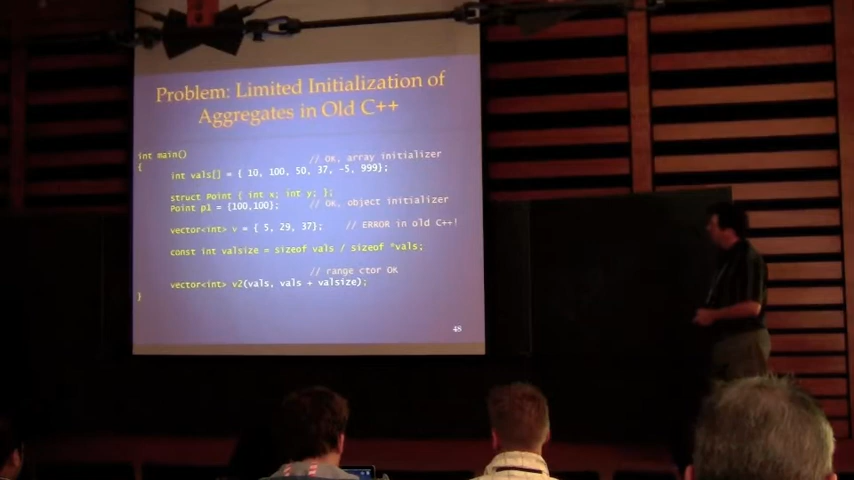 Problem: Limited Initialization of
Aggregates in Old C++
int main()
{ // OK, array initializer
int vals[] = { 10, 100, 50, 37, -5, 999};
struct Point { int x; int y; };
Point p1 = {100,100}; // OK, object initializer
vector<int> v = { 5, 29, 37}; // ERROR in old C++!
const int valsize = sizeof vals / sizeof *vals;
// range ctor OK
vector<int> v2(vals, vals + valsize);
}
48